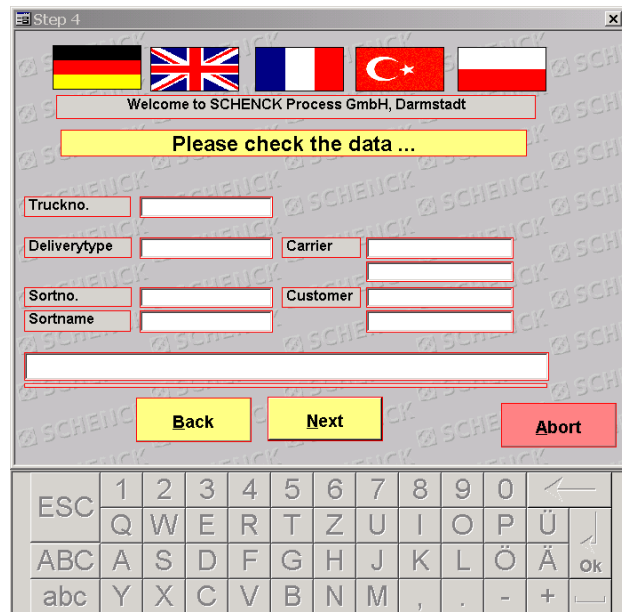 Step 4
Welcome to SCHENCK Process GmbH, Darmstadt
Please check the data ...
Truckno.
Deliverytype Carrier
Sortno. Customer
Sortname
Back Next Abort
ESC 1 2 3 4 5 6 7 8 9 0
Q W E R T Z U I O P Ü
ABC A S D F G H J K L Ö Ä Ok
abc Y X C V B N M , . - +
SCHENCK